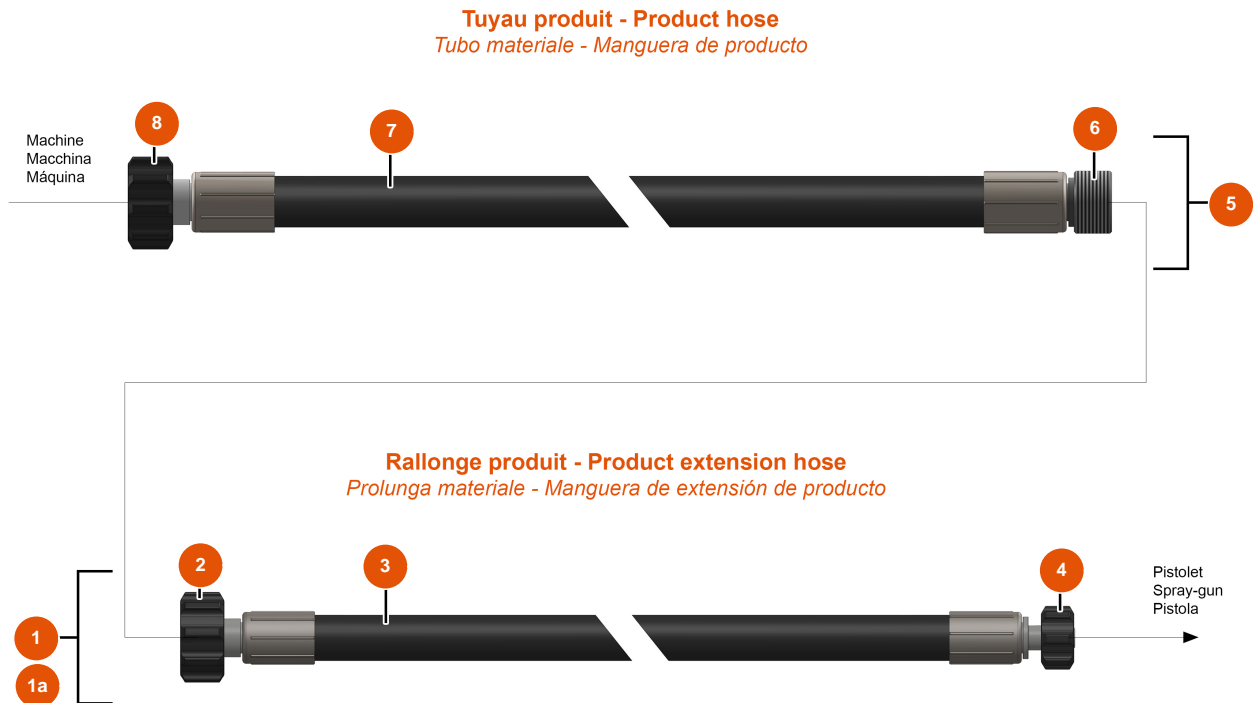 Tuyau produit - Product hose
Tubo materiale - Manguera de producto
8
7
6
Machine
Macchina
Máquina
5
Rallonge produit - Product extension hose
Prolunga materiale - Manguera de extensión de producto
2
3
4
Pistolet
Spray-gun
Pistola
1
1a